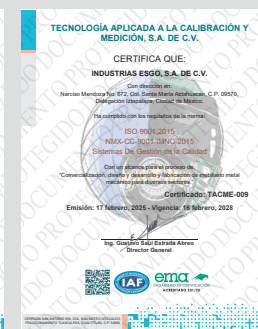 TECNOLOGÍA APLICADA A LA CALIBRACIÓN Y
MEDICIÓN, S.A. DE C.V.
CERTIFICA QUE:
INDUSTRIAS ESGO, S.A. DE C.V.
Con dirección en:
Narciso Mendoza No. 672, Col. Santa María Aztahuacan, C.P. 09570,
Delegación Iztapalapa, Ciudad de México.
Ha cumplido con los requisitos de la norma:
ISO 9001:2015
NMX-CC-9001-IMNC-2015
Sistemas De Gestión de la Calidad
Con un alcance para el proceso de:
"Comercialización, diseño y desarrollo y fabricación de mobiliario metal
mecánico para diversos sectores."
Certificado: TACME-009
Emisión: 17 febrero, 2025 - Vigencia: 16 febrero, 2028
Ing. Gustavo Saúl Estrada Abreo
Director General
IAF
ema
ORGANISMO DE CERTIFICACIÓN